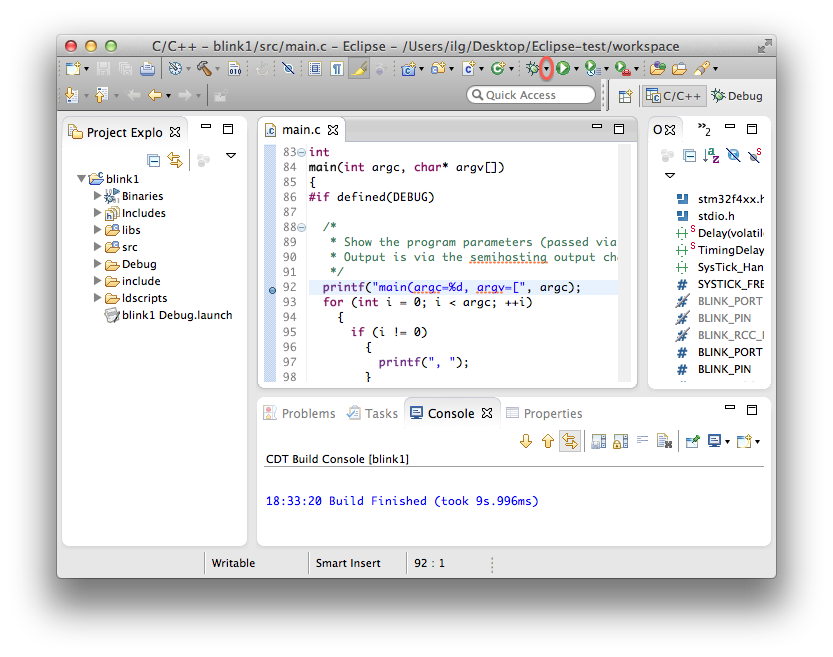 C/C++ - blink1/src/main.c - Eclipse - /Users/ilg/Desktop/Eclipse-test/workspace
010
Quick Access
C/C++
Debug
Project Explo
blink1
Binaries
Includes
libs
src
Debug
include
ldscripts
blink1 Debug.launch
main.c
83 int
84 main(int argc, char* argv[])
85 {
86 #if defined(DEBUG)
87
88 /*
89 * Show the program parameters (passed via
90 * Output is via the semihosting output ch
91 */
92 printf("main(argc=%d, argv=[", argc);
93 for (int i = 0; i < argc; ++i)
94 {
95 if (i != 0)
96 {
97 printf(", ");
98 }
O
»2
stm32f4xx.h
stdio.h
Delay(volatil
TimingDelay
SysTick_Han
SYSTICK_FRE
BLINK_PORT
BLINK_PIN
BLINK_RCC_
BLINK_PORT
BLINK_PIN
Problems
Tasks
Console
Properties
CDT Build Console [blink1]
18:33:20 Build Finished (took 9s.996ms)
Writable
Smart Insert
92 : 1